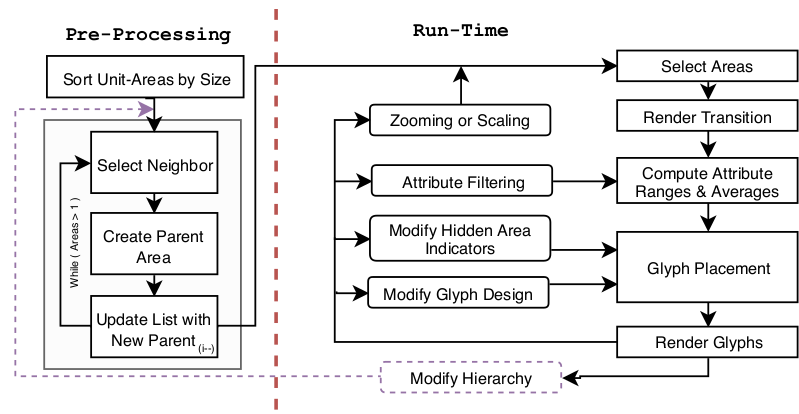 Pre-Processing
Sort Unit-Areas by Size
Select Neighbor
While ( Areas > 1 )
Create Parent
Area
Update List with
New Parent
(i--)
Run-Time
Zooming or Scaling
Attribute Filtering
Modify Hidden Area
Indicators
Modify Glyph Design
Modify Hierarchy
Select Areas
Render Transition
Compute Attribute
Ranges & Averages
Glyph Placement
Render Glyphs